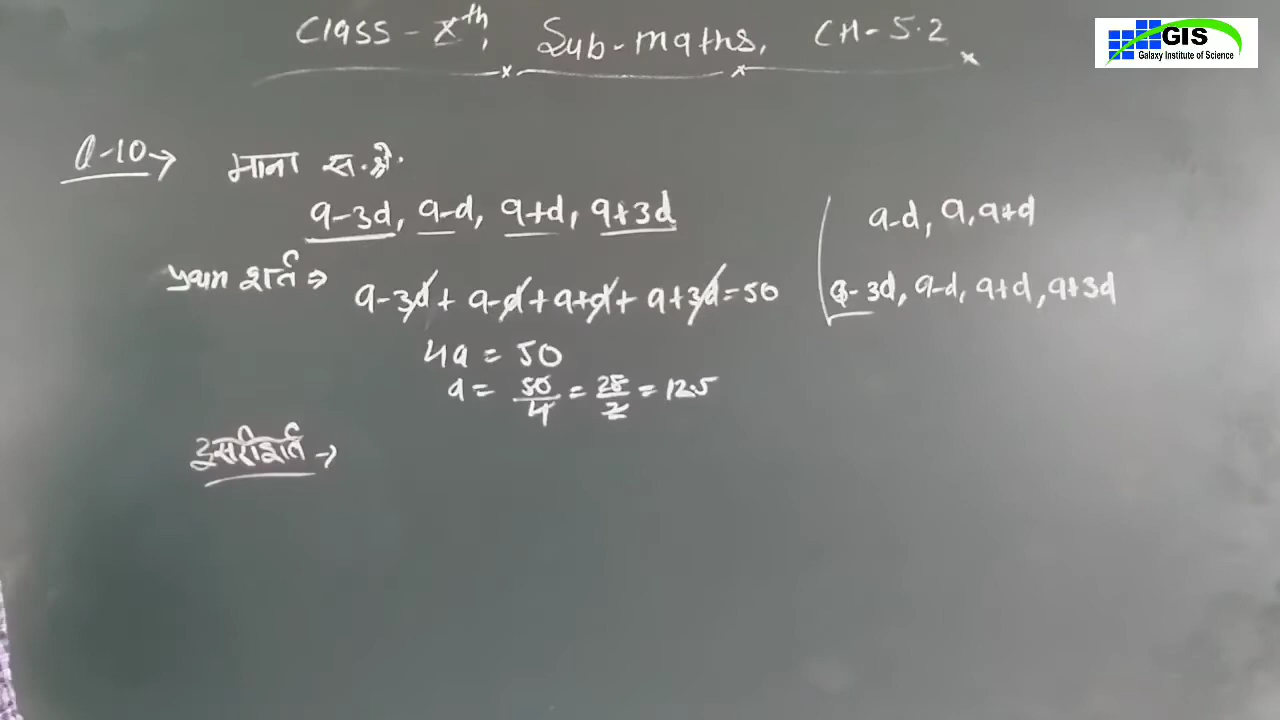 Class-Xth, Sub-maths, CH-5.2
GIS
Galaxy Institute of Science
Q-10→ माना स.श्रे.
a-3d, a-d, a+d, a+3d
a-d, a, a+d
प्रथम शर्त ⇒ a-3d+ a-d+a+d+ a+3d=50
a-3d, a-d, a+d, a+3d
4a = 50
a = 50/4 = 25/2 = 12.5
दूसरी शर्त →